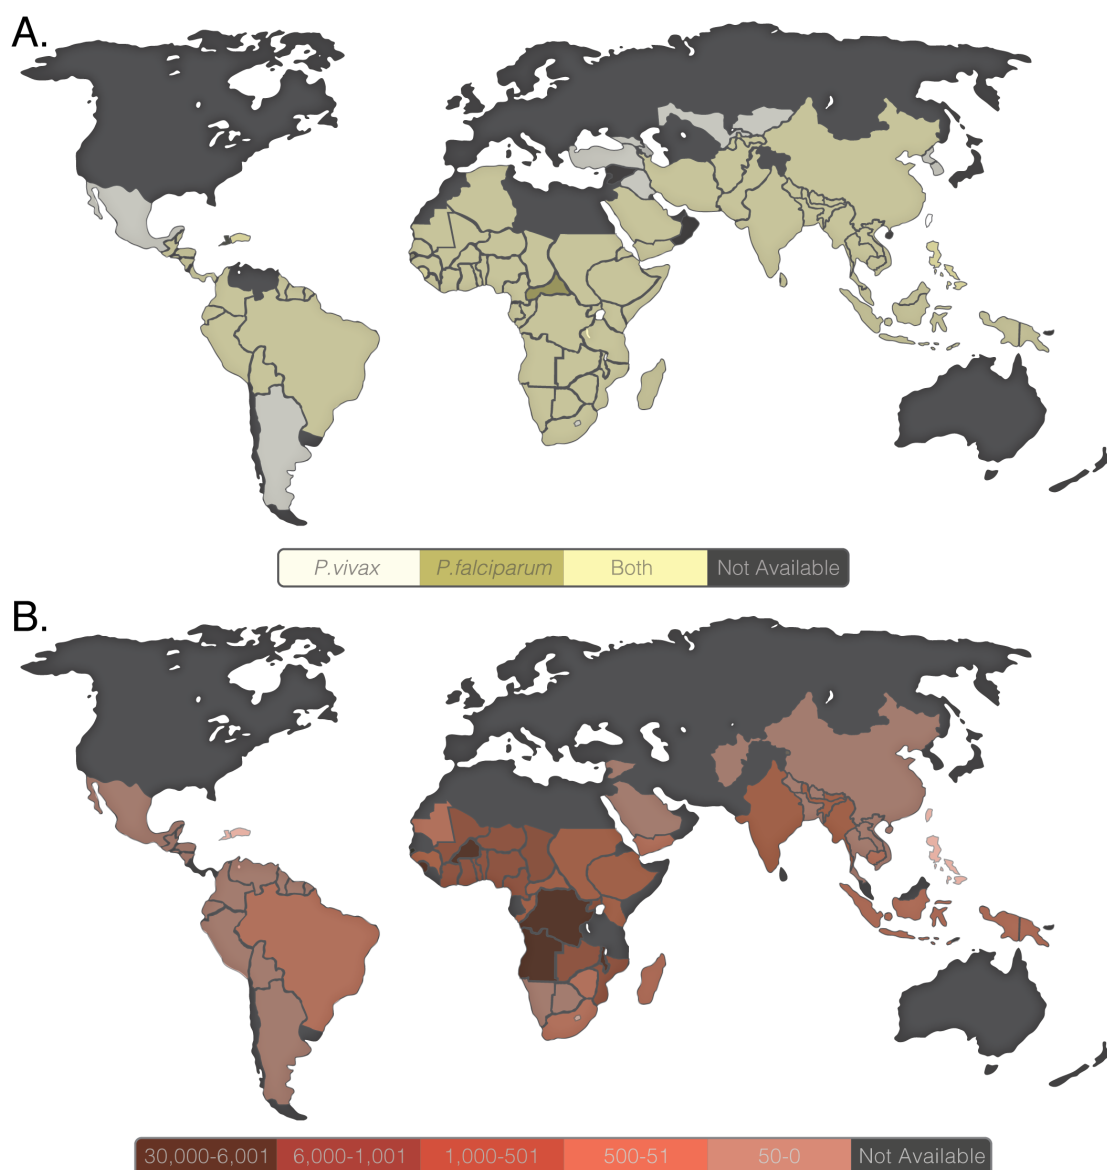 A.
P.vivax P.falciparum Both Not Available
B.
30,000-6,001 6,000-1,001 1,000-501 500-51 50-0 Not Available